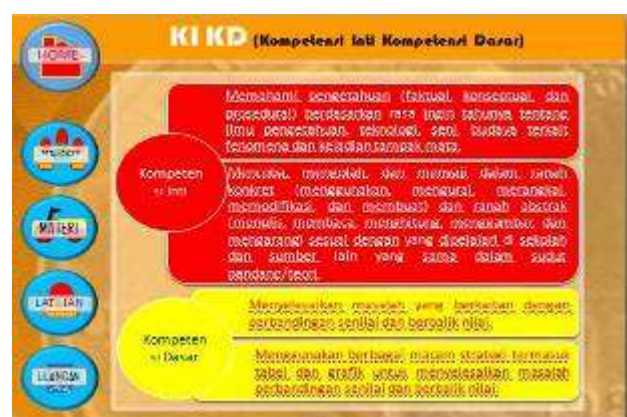 KI KD (Kompetensi Inti Kompetensi Dasar)
HOME
Memahami pengetahuan (faktual, konseptual, dan
prosedural) berdasarkan rasa ingin tahunya tentang
ilmu pengetahuan, teknologi, seni, budaya terkait
fenomena dan kejadian tampak mata.
Kompeten
si Inti
Mencoba, mengolah, dan menyaji dalam ranah
konkret (menggunakan, mengurai, merangkai,
memodifikasi, dan membuat) dan ranah abstrak
(menulis, membaca, menghitung, menggambar, dan
mengarang) sesuai dengan yang dipelajari di sekolah
dan sumber lain yang sama dalam sudut
pandang/teori.
MATERI
LATIHAN
Menyelesaikan masalah yang berkaitan dengan
perbandingan senilai dan berbalik nilai.
Kompeten
si Dasar
Menggunakan berbagai macam strategi termasuk
tabel dan grafik untuk menyelesaikan masalah
perbandingan senilai dan berbalik nilai.
ULANGAN